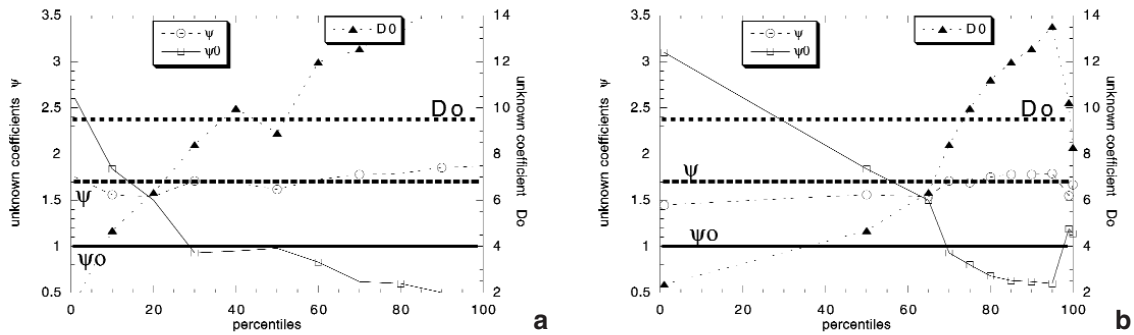 3.5 3 2.5 2 1.5 1 0.5
unknown coefficients ψ
ψ
ψ0
D0
Do
ψ
ψo
14 12 10 8 6 4 2
unknown coefficient Do
0 20 40 60 80 100
percentiles
a
3.5 3 2.5 2 1.5 1 0.5
unknown coefficients ψ
ψ
ψ0
D0
Do
ψ
ψo
14 12 10 8 6 4 2
unknown coefficient Do
0 20 40 60 80 100
percentiles
b